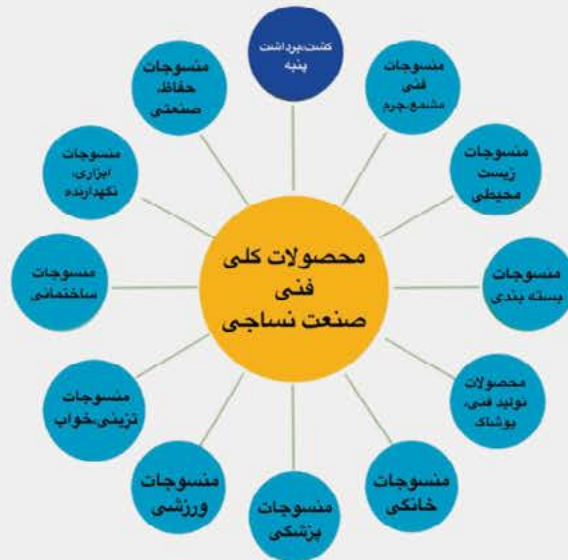 محصولات کلی
فنی
صنعت نساجی
کشت،برداشت
پنبه
منسوجات
فنی
مشمع،چرم
منسوجات
زیست
محیطی
منسوجات
بسته بندی
محصولات
تولید فنی،
پوشاک
منسوجات
خانگی
منسوجات
پزشکی
منسوجات
ورزشی
منسوجات
تزینی،خواب
منسوجات
ساختمانی
منسوجات
ابزاری،
نگهدارنده
منسوجات
حفاظ،
صنعتی